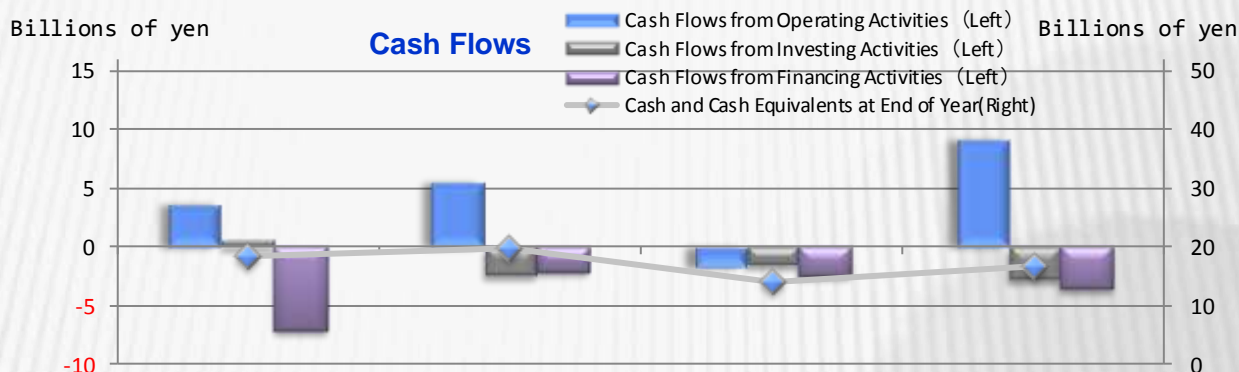 Billions of yen
Cash Flows
Cash Flows from Operating Activities（Left）
Cash Flows from Investing Activities（Left）
Cash Flows from Financing Activities（Left）
Cash and Cash Equivalents at End of Year(Right)
Billions of yen
15
10
5
0
-5
-10
50
40
30
20
10
0